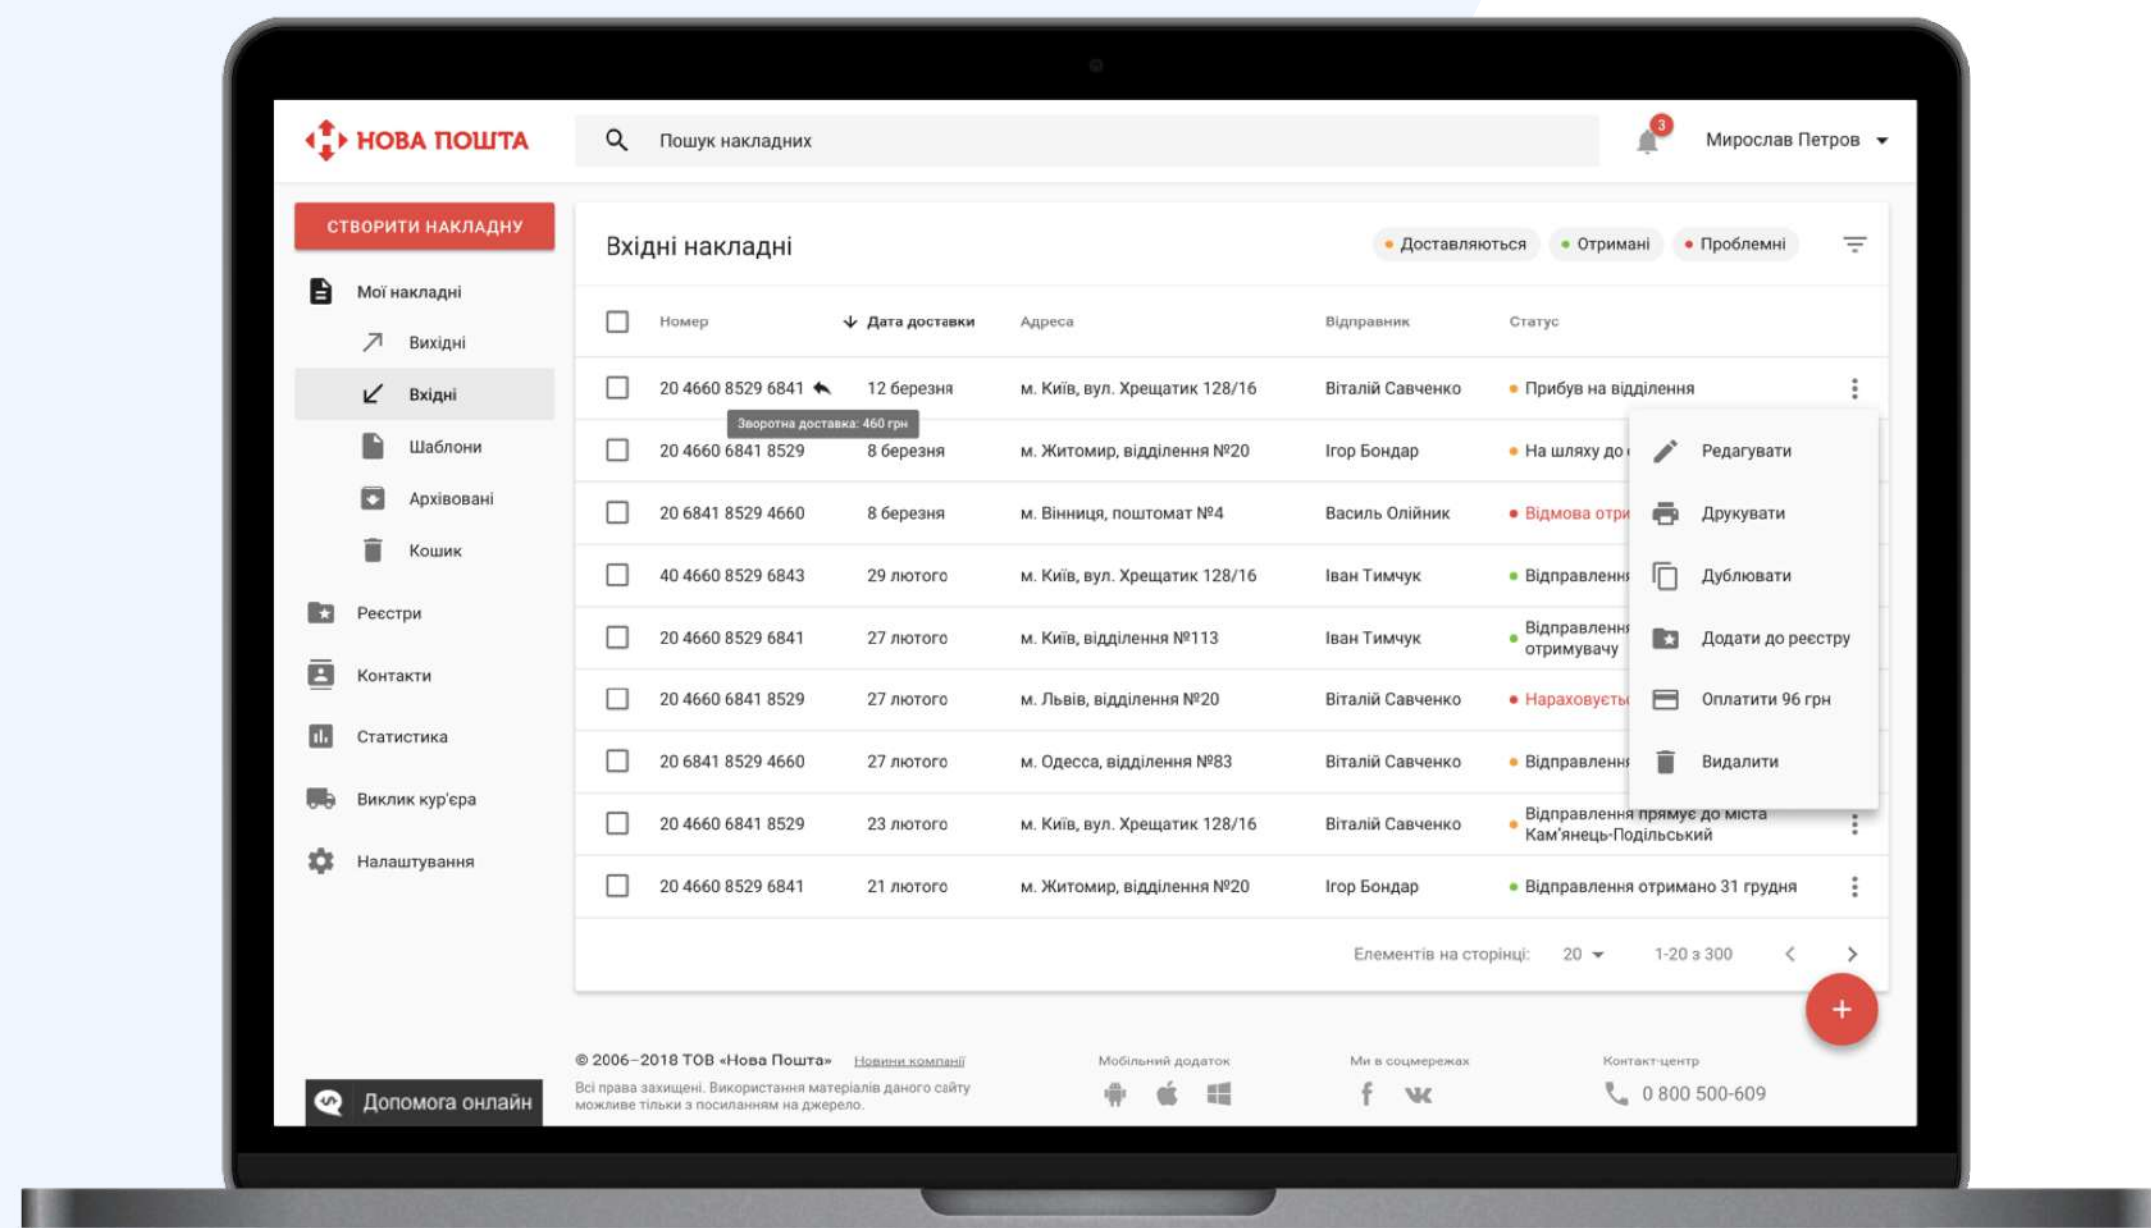 НОВА ПОШТА
Пошук накладних
3
Мирослав Петров
СТВОРИТИ НАКЛАДНУ
Мої накладні
Вихідні
Вхідні
Шаблони
Архівовані
Кошик
Реєстри
Контакти
Статистика
Виклик кур'єра
Налаштування
Допомога онлайн
Вхідні накладні
Доставляються
Отримані
Проблемні
Номер Дата доставки Адреса Відправник Статус
20 4660 8529 6841 12 березня м. Київ, вул. Хрещатик 128/16 Віталій Савченко Прибув на відділення
Зворотна доставка: 460 грн
20 4660 6841 8529 8 березня м. Житомир, відділення №20 Ігор Бондар На шляху до
20 6841 8529 4660 8 березня м. Вінниця, поштомат №4 Василь Олійник Відмова отри
40 4660 8529 6843 29 лютого м. Київ, вул. Хрещатик 128/16 Іван Тимчук Відправленн
20 4660 8529 6841 27 лютого м. Київ, відділення №113 Іван Тимчук Відправленн
отримувачу
20 4660 6841 8529 27 лютого м. Львів, відділення №20 Віталій Савченко Нараховуєть
20 6841 8529 4660 27 лютого м. Одесса, відділення №83 Віталій Савченко Відправленн
20 4660 6841 8529 23 лютого м. Київ, вул. Хрещатик 128/16 Віталій Савченко Відправлення прямує до міста
Кам'янець-Подільський
20 4660 8529 6841 21 лютого м. Житомир, відділення №20 Ігор Бондар Відправлення отримано 31 грудня
Редагувати
Друкувати
Дублювати
Додати до реєстру
Оплатити 96 грн
Видалити
Елементів на сторінці: 20 1-20 з 300
© 2006–2018 ТОВ «Нова Пошта» Новини компанії
Всі права захищені. Використання матеріалів даного сайту
можливе тільки з посиланням на джерело.
Мобільний додаток
Ми в соцмережах
Контакт-центр
0 800 500-609